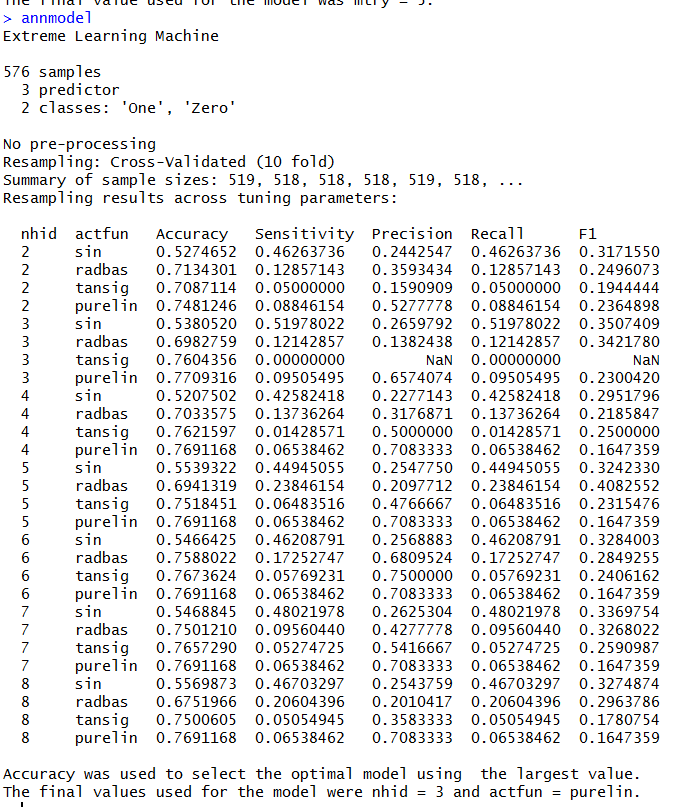 The final value used for the model was mtry = 5.
> annmodel
Extreme Learning Machine

576 samples
  3 predictor
  2 classes: 'One', 'Zero'

No pre-processing
Resampling: Cross-Validated (10 fold)
Summary of sample sizes: 519, 518, 518, 518, 519, 518, ...
Resampling results across tuning parameters:

  nhid  actfun   Accuracy   Sensitivity  Precision  Recall      F1
  2     sin      0.5274652  0.46263736   0.2442547  0.46263736  0.3171550
  2     radbas   0.7134301  0.12857143   0.3593434  0.12857143  0.2496073
  2     tansig   0.7087114  0.05000000   0.1590909  0.05000000  0.1944444
  2     purelin  0.7481246  0.08846154   0.5277778  0.08846154  0.2364898
  3     sin      0.5380520  0.51978022   0.2659792  0.51978022  0.3507409
  3     radbas   0.6982759  0.12142857   0.1382438  0.12142857  0.3421780
  3     tansig   0.7604356  0.00000000         NaN  0.00000000        NaN
  3     purelin  0.7709316  0.09505495   0.6574074  0.09505495  0.2300420
  4     sin      0.5207502  0.42582418   0.2277143  0.42582418  0.2951796
  4     radbas   0.7033575  0.13736264   0.3176871  0.13736264  0.2185847
  4     tansig   0.7621597  0.01428571   0.5000000  0.01428571  0.2500000
  4     purelin  0.7691168  0.06538462   0.7083333  0.06538462  0.1647359
  5     sin      0.5539322  0.44945055   0.2547750  0.44945055  0.3242330
  5     radbas   0.6941319  0.23846154   0.2097712  0.23846154  0.4082552
  5     tansig   0.7518451  0.06483516   0.4766667  0.06483516  0.2315476
  5     purelin  0.7691168  0.06538462   0.7083333  0.06538462  0.1647359
  6     sin      0.5466425  0.46208791   0.2568883  0.46208791  0.3284003
  6     radbas   0.7588022  0.17252747   0.6809524  0.17252747  0.2849255
  6     tansig   0.7673624  0.05769231   0.7500000  0.05769231  0.2406162
  6     purelin  0.7691168  0.06538462   0.7083333  0.06538462  0.1647359
  7     sin      0.5468845  0.48021978   0.2625304  0.48021978  0.3369754
  7     radbas   0.7501210  0.09560440   0.4277778  0.09560440  0.3268022
  7     tansig   0.7657290  0.05274725   0.5416667  0.05274725  0.2590987
  7     purelin  0.7691168  0.06538462   0.7083333  0.06538462  0.1647359
  8     sin      0.5569873  0.46703297   0.2543759  0.46703297  0.3274874
  8     radbas   0.6751966  0.20604396   0.2010417  0.20604396  0.2963786
  8     tansig   0.7500605  0.05054945   0.3583333  0.05054945  0.1780754
  8     purelin  0.7691168  0.06538462   0.7083333  0.06538462  0.1647359

Accuracy was used to select the optimal model using  the largest value.
The final values used for the model were nhid = 3 and actfun = purelin.